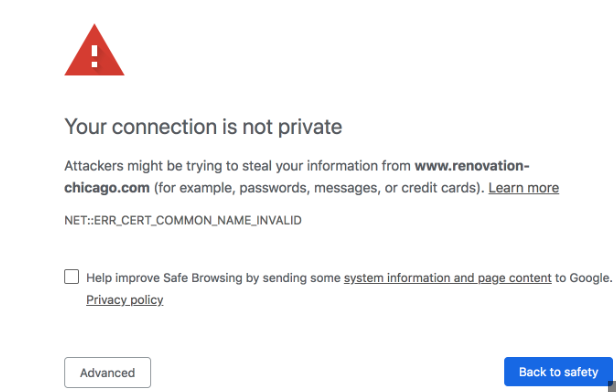 Your connection is not private
Attackers might be trying to steal your information from www.renovation-
chicago.com (for example, passwords, messages, or credit cards). Learn more
NET::ERR_CERT_COMMON_NAME_INVALID
Help improve Safe Browsing by sending some system information and page content to Google.
Privacy policy
Advanced
Back to safety